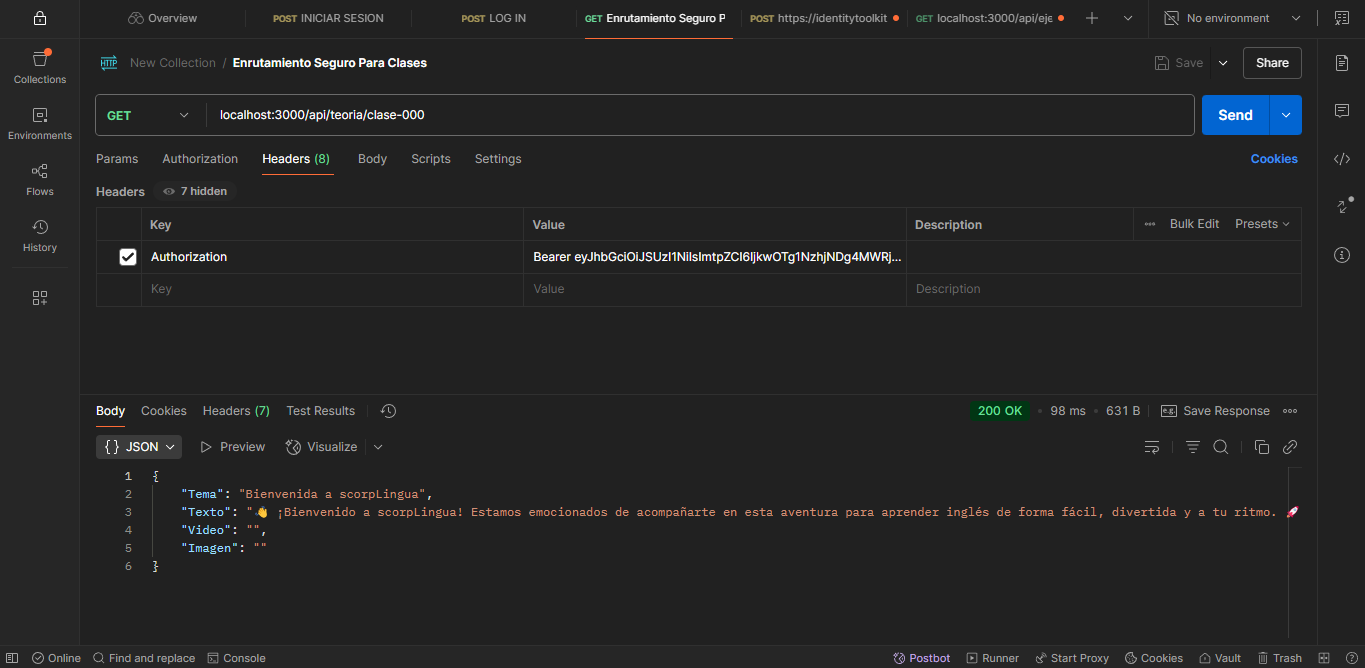 Overview
POST INICIAR SESION
POST LOG IN
GET Enrutamiento Seguro P
POST https://identitytoolkit
GET localhost:3000/api/eje
No environment
HTTP New Collection / Enrutamiento Seguro Para Clases
Save
Share
GET localhost:3000/api/teoria/clase-000
Send
Params Authorization Headers (8) Body Scripts Settings Cookies
Headers 7 hidden
Key Value Description ••• Bulk Edit Presets
Authorization Bearer eyJhbGciOiJSUzI1NiIsImtpZCI6IjkwOTg1NzhjNDg4MWRj...
Key Value Description
Collections
Environments
Flows
History
Body Cookies Headers (7) Test Results
200 OK • 98 ms • 631 B e.g. Save Response •••
{ } JSON Preview Visualize
1 {
2 "Tema": "Bienvenida a scorpLingua",
3 "Texto": "👋 ¡Bienvenido a scorpLingua! Estamos emocionados de acompañarte en esta aventura para aprender inglés de forma fácil, divertida y a tu ritmo. 🚀
4 "Video": "",
5 "Imagen": ""
6 }
Online Find and replace Console
Postbot Runner Start Proxy Cookies Vault Trash